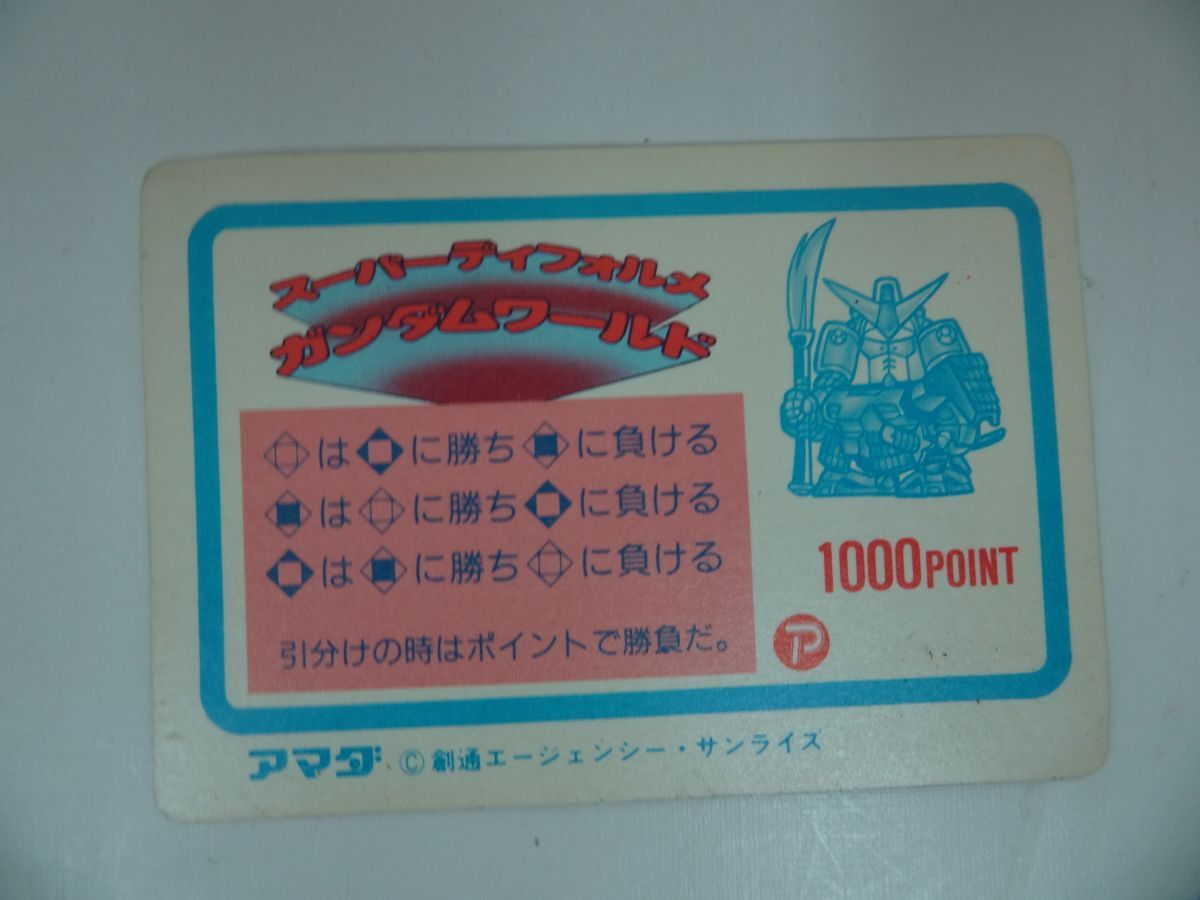 スーパーディフォルメ
ガンダムワールド
は に勝ち に負ける
は に勝ち に負ける
は に勝ち に負ける
引分けの時はポイントで勝負だ。
1000POINT
アマダ ©創通エージェンシー・サンライス